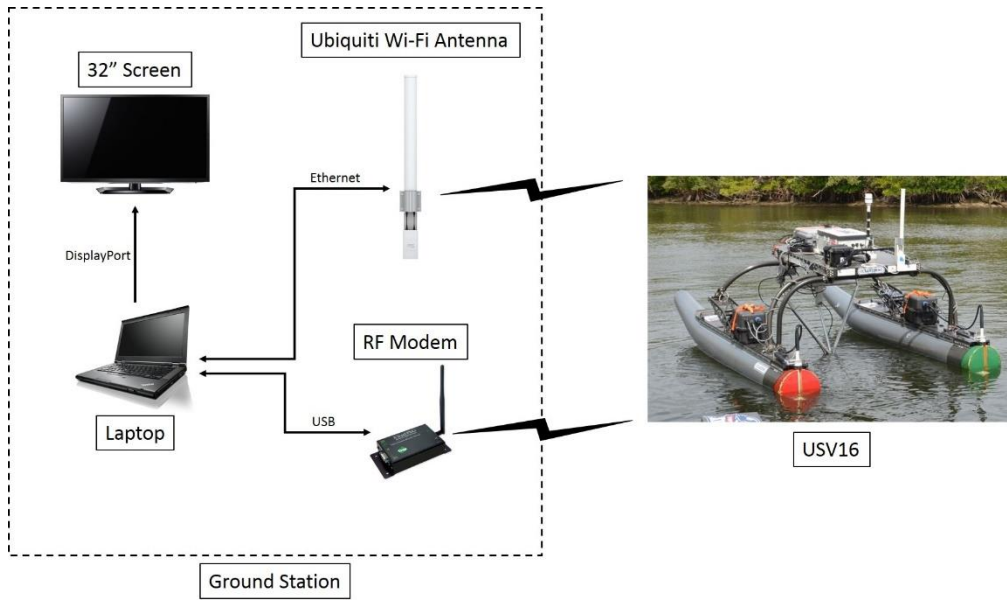 Ubiquiti Wi-Fi Antenna
32” Screen
Ethernet
DisplayPort
RF Modem
Laptop
USB
USV16
Ground Station